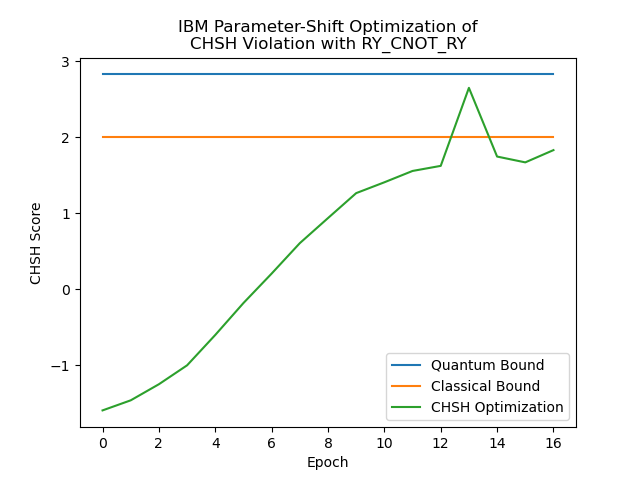 IBM Parameter-Shift Optimization of
CHSH Violation with RY_CNOT_RY
3
2
1
0
−1
CHSH Score
Quantum Bound
Classical Bound
CHSH Optimization
0 2 4 6 8 10 12 14 16
Epoch